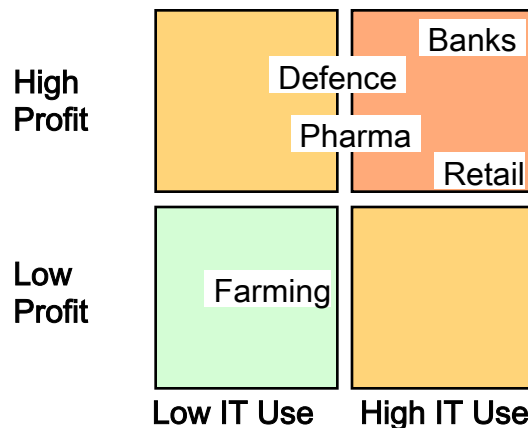 Banks
High
Profit
Defence
Pharma
Retail
Low
Profit
Farming
Low IT Use
High IT Use